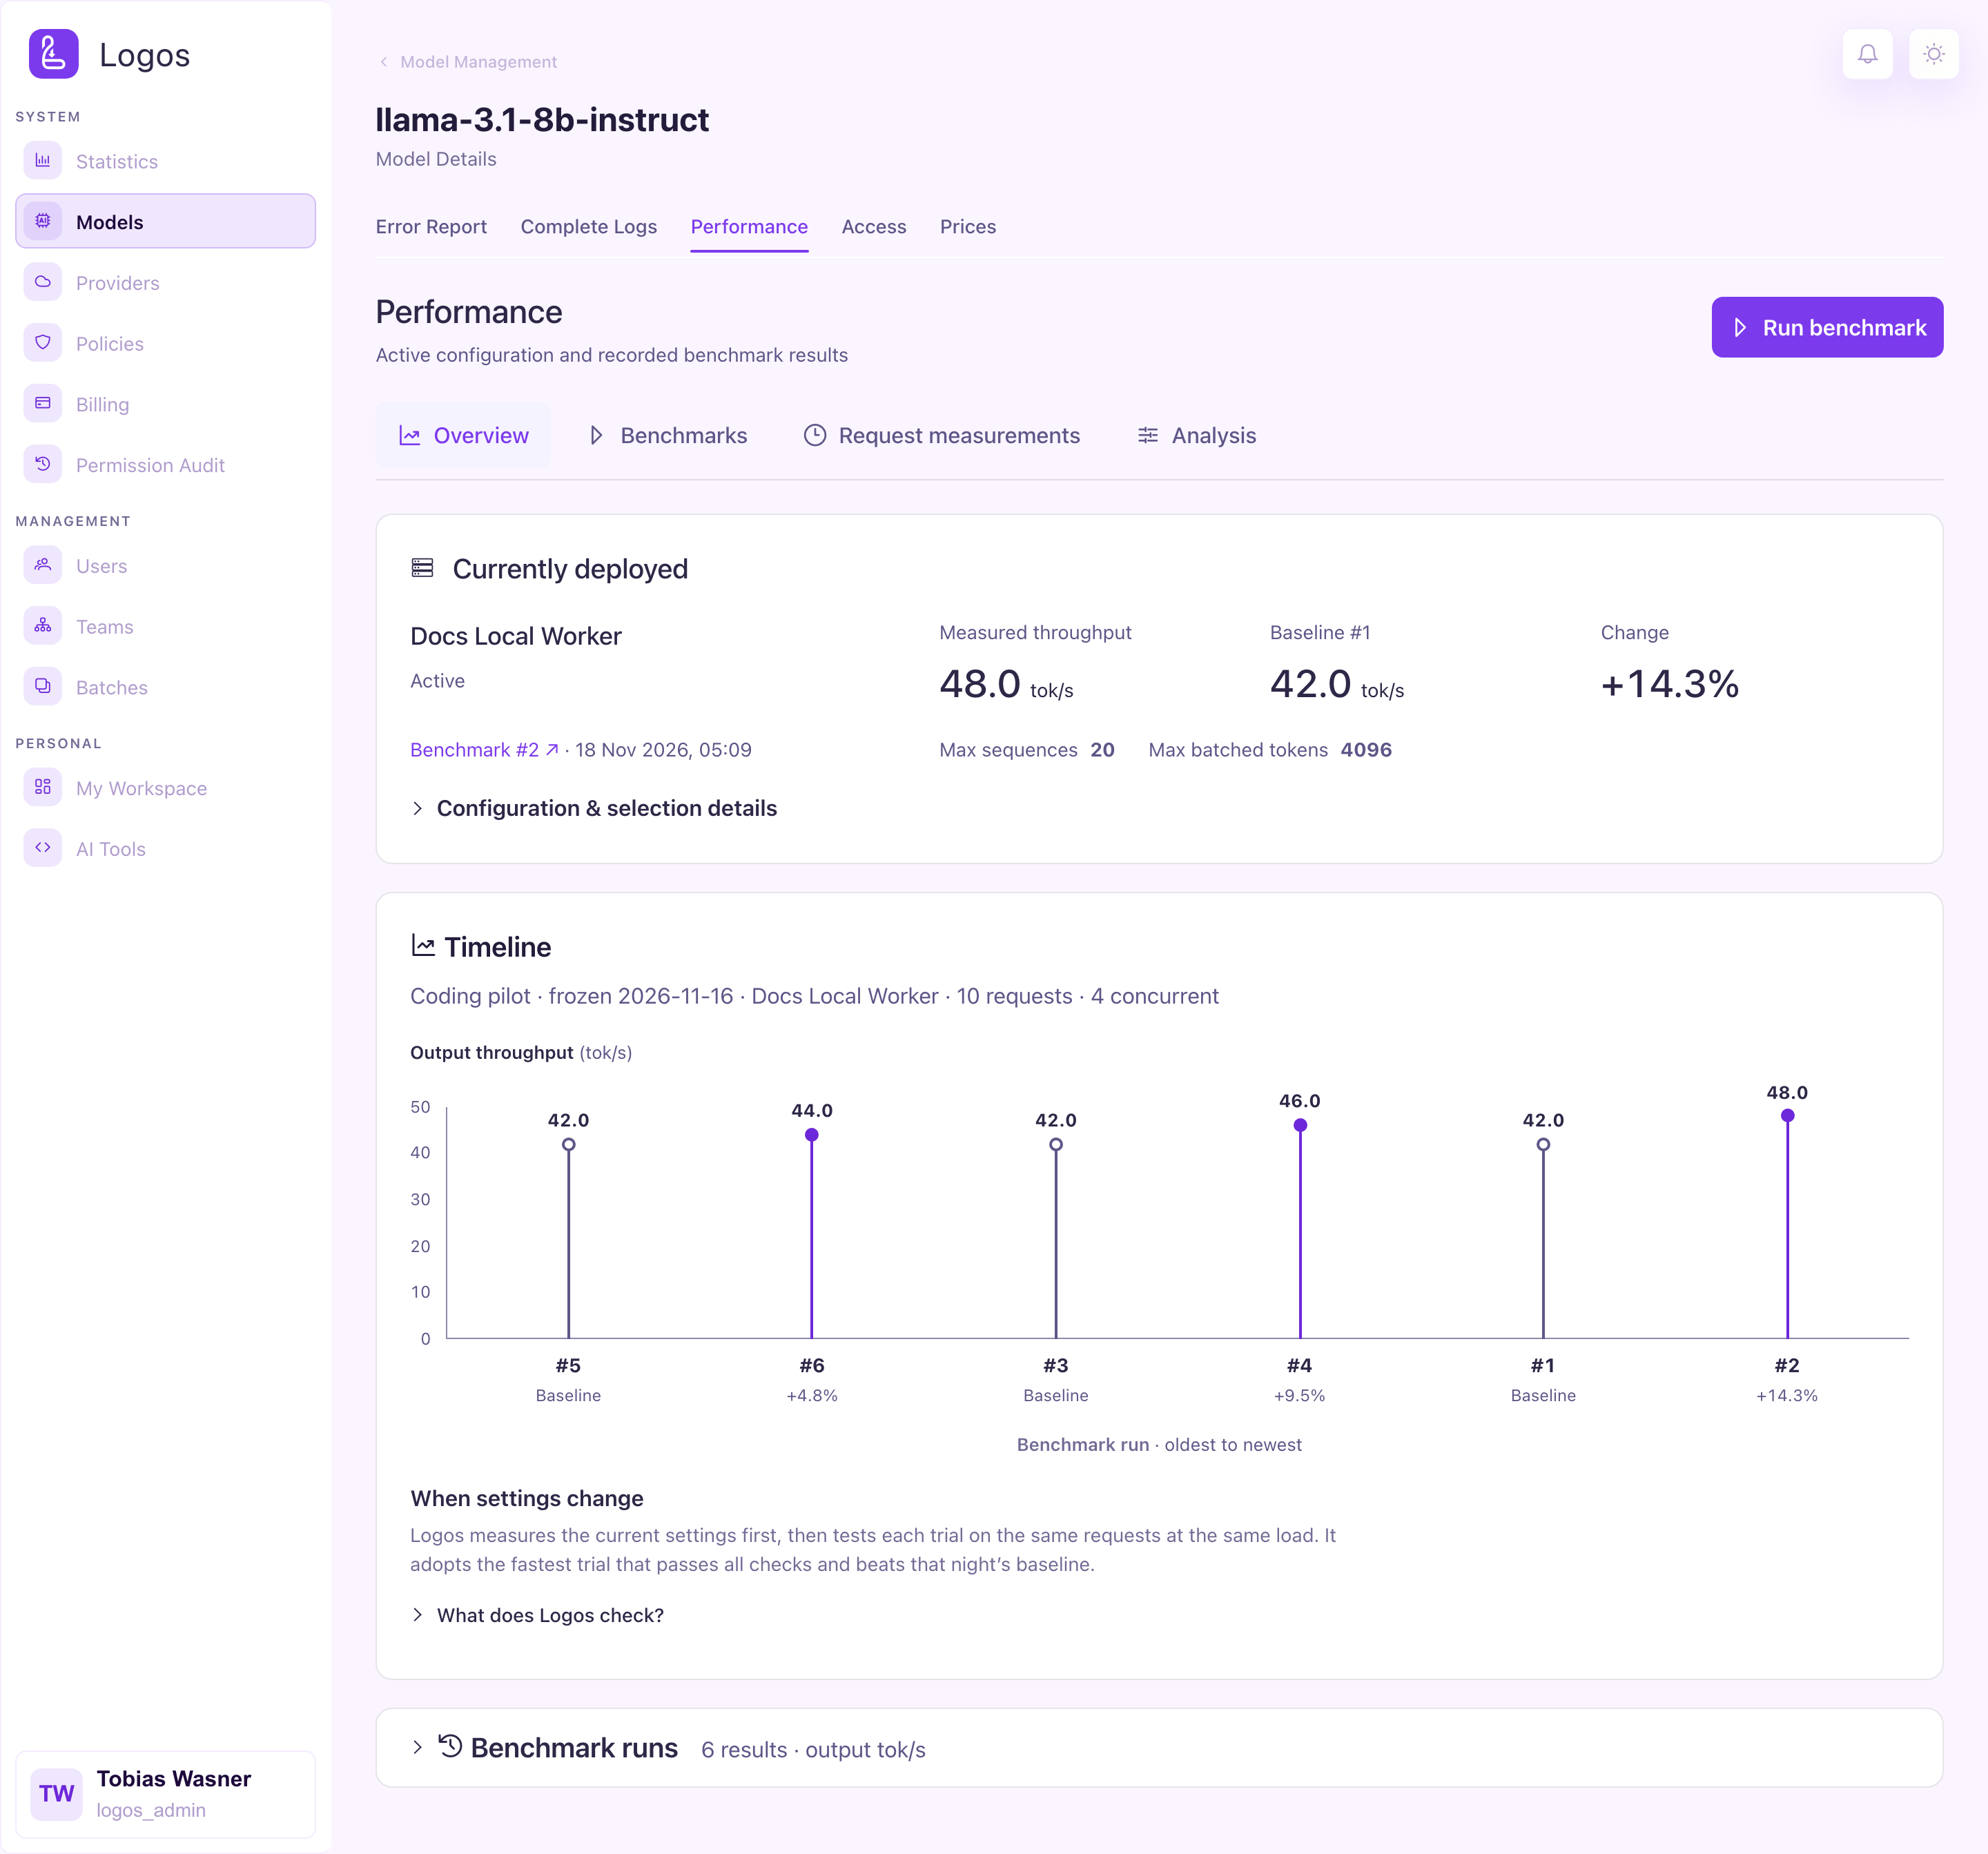 Logos
SYSTEM
Statistics
Models
Providers
Policies
Billing
Permission Audit
MANAGEMENT
Users
Teams
Batches
PERSONAL
My Workspace
AI Tools
TW
Tobias Wasner
logos_admin
Model Management
llama-3.1-8b-instruct
Model Details
Error Report Complete Logs Performance Access Prices
Performance
Active configuration and recorded benchmark results
Run benchmark
Overview Benchmarks Request measurements Analysis
Currently deployed
Docs Local Worker
Active
Measured throughput
48.0 tok/s
Baseline #1
42.0 tok/s
Change
+14.3%
Benchmark #2 ↗ · 18 Nov 2026, 05:09
Max sequences 20 Max batched tokens 4096
Configuration & selection details
Timeline
Coding pilot · frozen 2026-11-16 · Docs Local Worker · 10 requests · 4 concurrent
Output throughput (tok/s)
50
40
30
20
10
0
42.0 44.0 42.0 46.0 42.0 48.0
#5 #6 #3 #4 #1 #2
Baseline +4.8% Baseline +9.5% Baseline +14.3%
Benchmark run · oldest to newest
When settings change
Logos measures the current settings first, then tests each trial on the same requests at the same load. It
adopts the fastest trial that passes all checks and beats that night’s baseline.
What does Logos check?
Benchmark runs 6 results · output tok/s